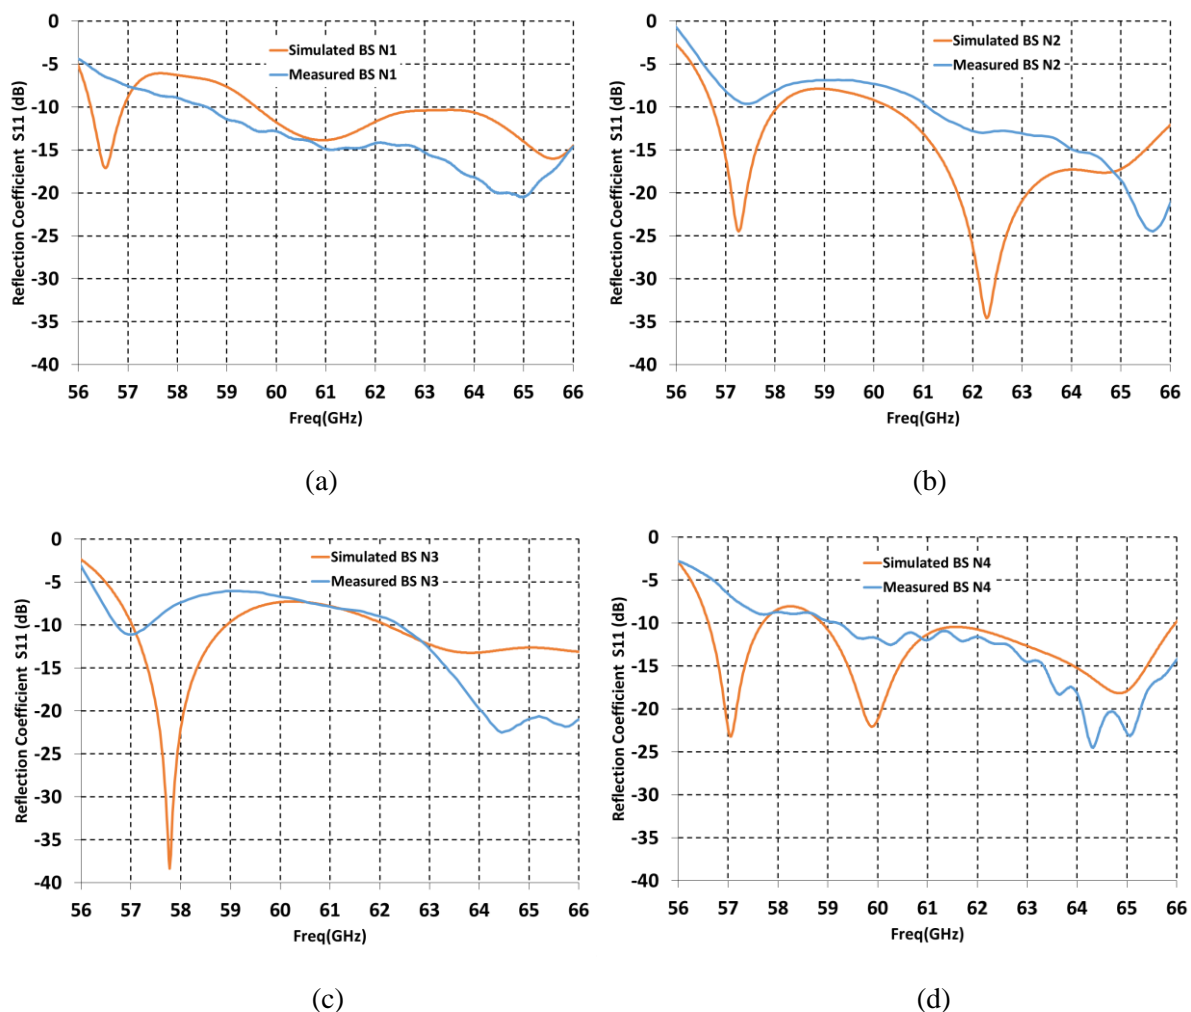 0
-5
-10
-15
-20
-25
-30
-35
-40
Reflection Coefficient S11 (dB)
Simulated BS N1
Measured BS N1
56 57 58 59 60 61 62 63 64 65 66
Freq(GHz)
(a)
0
-5
-10
-15
-20
-25
-30
-35
-40
Reflection Coefficient S11 (dB)
Simulated BS N2
Measured BS N2
56 57 58 59 60 61 62 63 64 65 66
Freq(GHz)
(b)
0
-5
-10
-15
-20
-25
-30
-35
-40
Reflection Coefficient S11 (dB)
Simulated BS N3
Measured BS N3
56 57 58 59 60 61 62 63 64 65 66
Freq(GHz)
(c)
0
-5
-10
-15
-20
-25
-30
-35
-40
Reflection Coefficient S11 (dB)
Simulated BS N4
Measured BS N4
56 57 58 59 60 61 62 63 64 65 66
Freq(GHz)
(d)